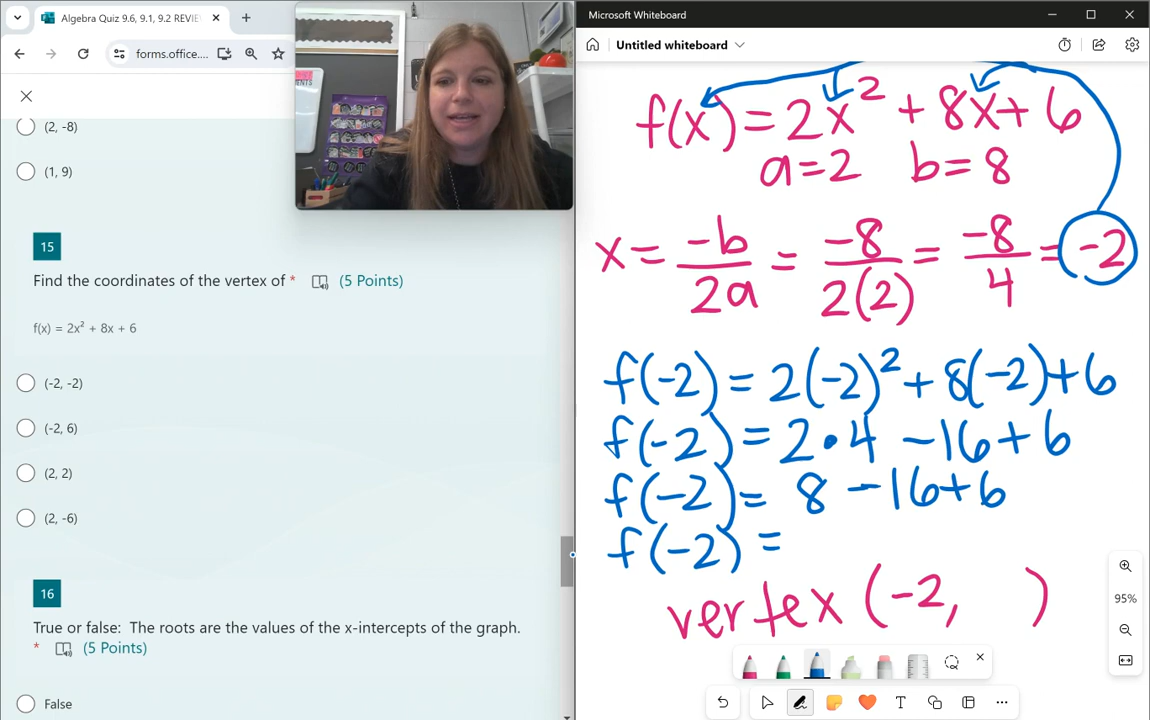 Algebra Quiz 9.6, 9.1, 9.2 REVIE
forms.office....
(2, -8)
(1, 9)
15
Find the coordinates of the vertex of * (5 Points)
f(x) = 2x² + 8x + 6
(-2, -2)
(-2, 6)
(2, 2)
(2, -6)
16
True or false: The roots are the values of the x-intercepts of the graph.
* (5 Points)
False
Microsoft Whiteboard
Untitled whiteboard
f(x) = 2x² + 8x + 6
a=2 b=8
x = -b/2a = -8/2(2) = -8/4 = -2
f(-2) = 2(-2)² + 8(-2) + 6
f(-2) = 2•4 -16+6
f(-2) = 8 -16+6
f(-2) =
vertex (-2, )
95%
T